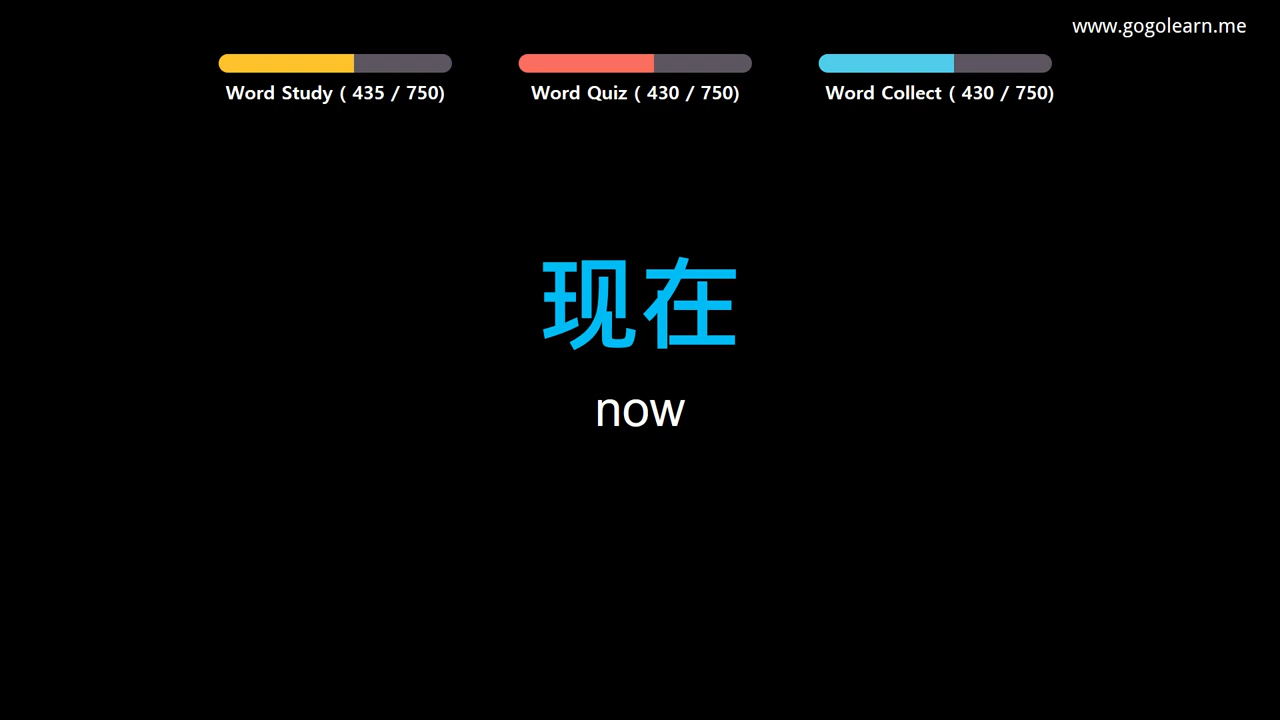 www.gogolearn.me
Word Study ( 435 / 750)
Word Quiz ( 430 / 750)
Word Collect ( 430 / 750)
现在
now